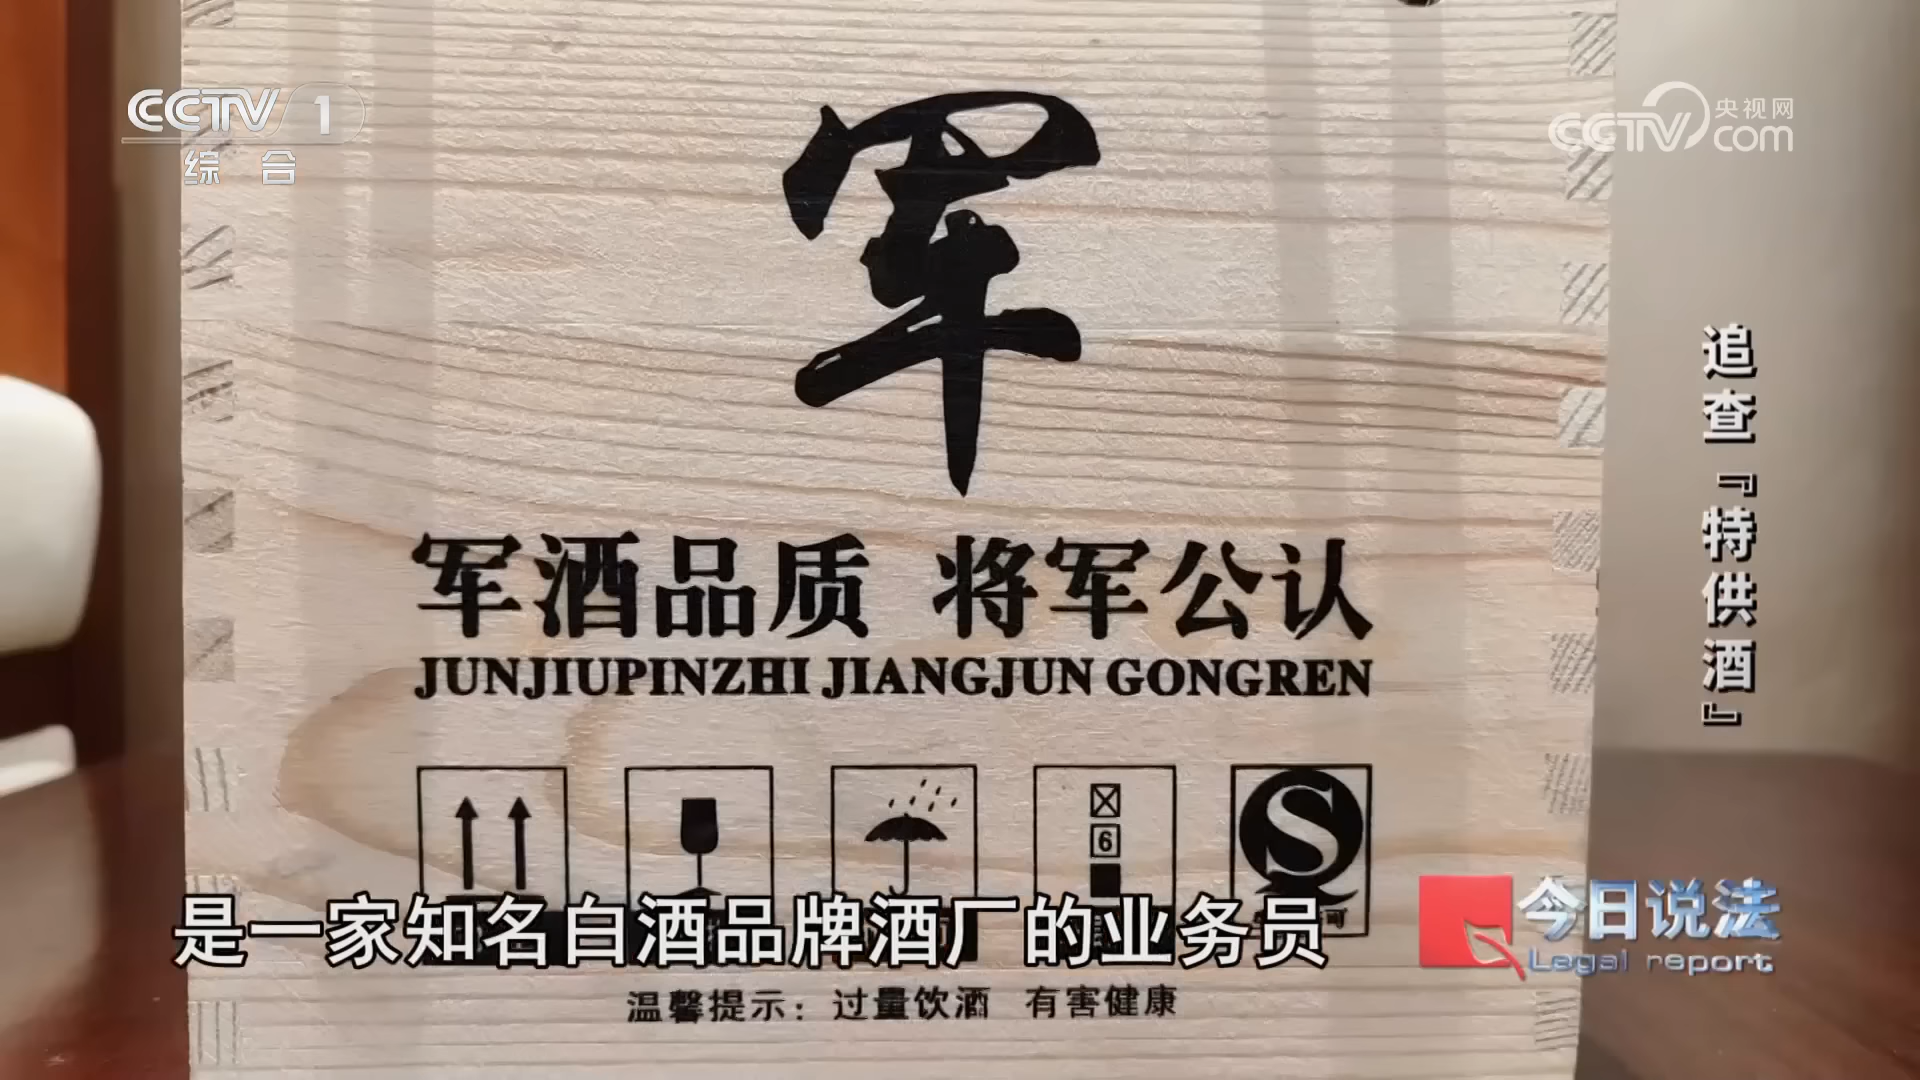 CCTV 1
综合
央视网
CCTV.com
军
军酒品质 将军公认
JUNJIUPINZHI JIANGJUN GONGREN
6
S
追查『特供酒』
是一家知名白酒品牌酒厂的业务员
今日说法
Legal report
温馨提示：过量饮酒 有害健康